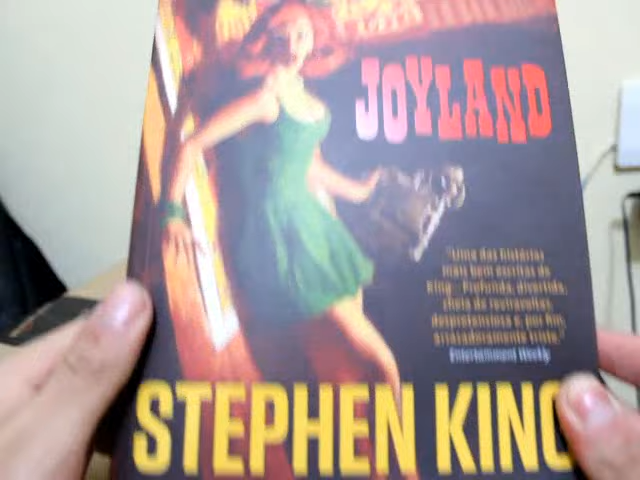 JOYLAND
"Uma das histórias
mais bem escritas de
King... Profunda, divertida,
cheia de reviravoltas,
despretensiosa e, por fim,
arrasadoramente triste."
Entertainment Weekly
STEPHEN KING